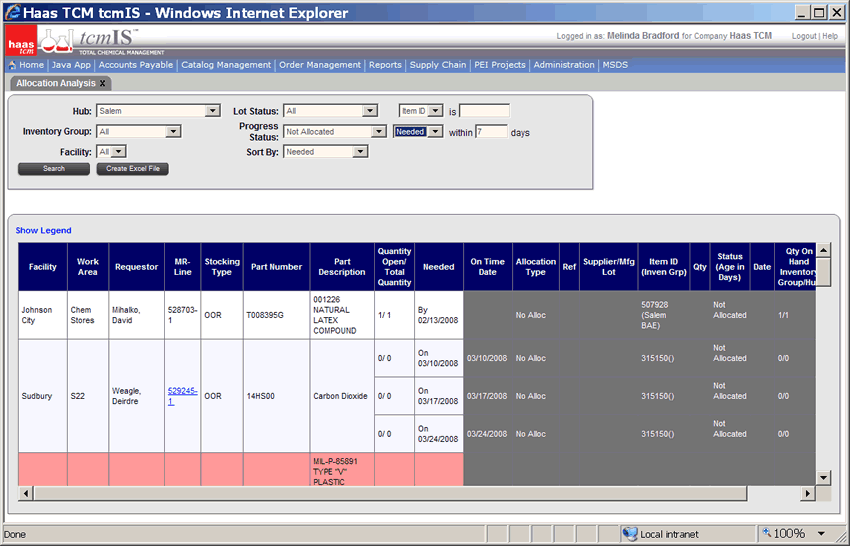 Haas TCM tcmIS - Windows Internet Explorer
haas tcm
tcmIS™
TOTAL CHEMICAL MANAGEMENT
Logged in as: Melinda Bradford for Company Haas TCM Logout | Help
Home | Java App | Accounts Payable | Catalog Management | Order Management | Reports | Supply Chain | PEI Projects | Administration | MSDS
Allocation Analysis x
Hub: Salem Lot Status: All Item ID is
Inventory Group: All Progress Status: Not Allocated Needed within 7 days
Facility: All Sort By: Needed
Search Create Excel File
Show Legend
Facility Work Area Requestor MR-Line Stocking Type Part Number Part Description Quantity Open/ Total Quantity Needed On Time Date Allocation Type Ref Supplier/Mfg Lot Item ID (Inven Grp) Qty Status (Age in Days) Date Qty On Hand Inventory Group/Hu
Johnson City Chem Stores Mihalko, David 528703-1 OOR T008395G 001226 NATURAL LATEX COMPOUND 1/ 1 By 02/13/2008 No Alloc 507928 (Salem BAE) Not Allocated 1/1
Sudbury S22 Weagle, Deirdre 529245-1 OOR 14HS00 Carbon Dioxide 0/ 0 On 03/10/2008 03/10/2008 No Alloc 315150() Not Allocated 0/0
0/ 0 On 03/17/2008 03/17/2008 No Alloc 315150() Not Allocated 0/0
0/ 0 On 03/24/2008 03/24/2008 No Alloc 315150() Not Allocated 0/0
MIL-P-85891 TYPE "V" PLASTIC
Done Local intranet 100%